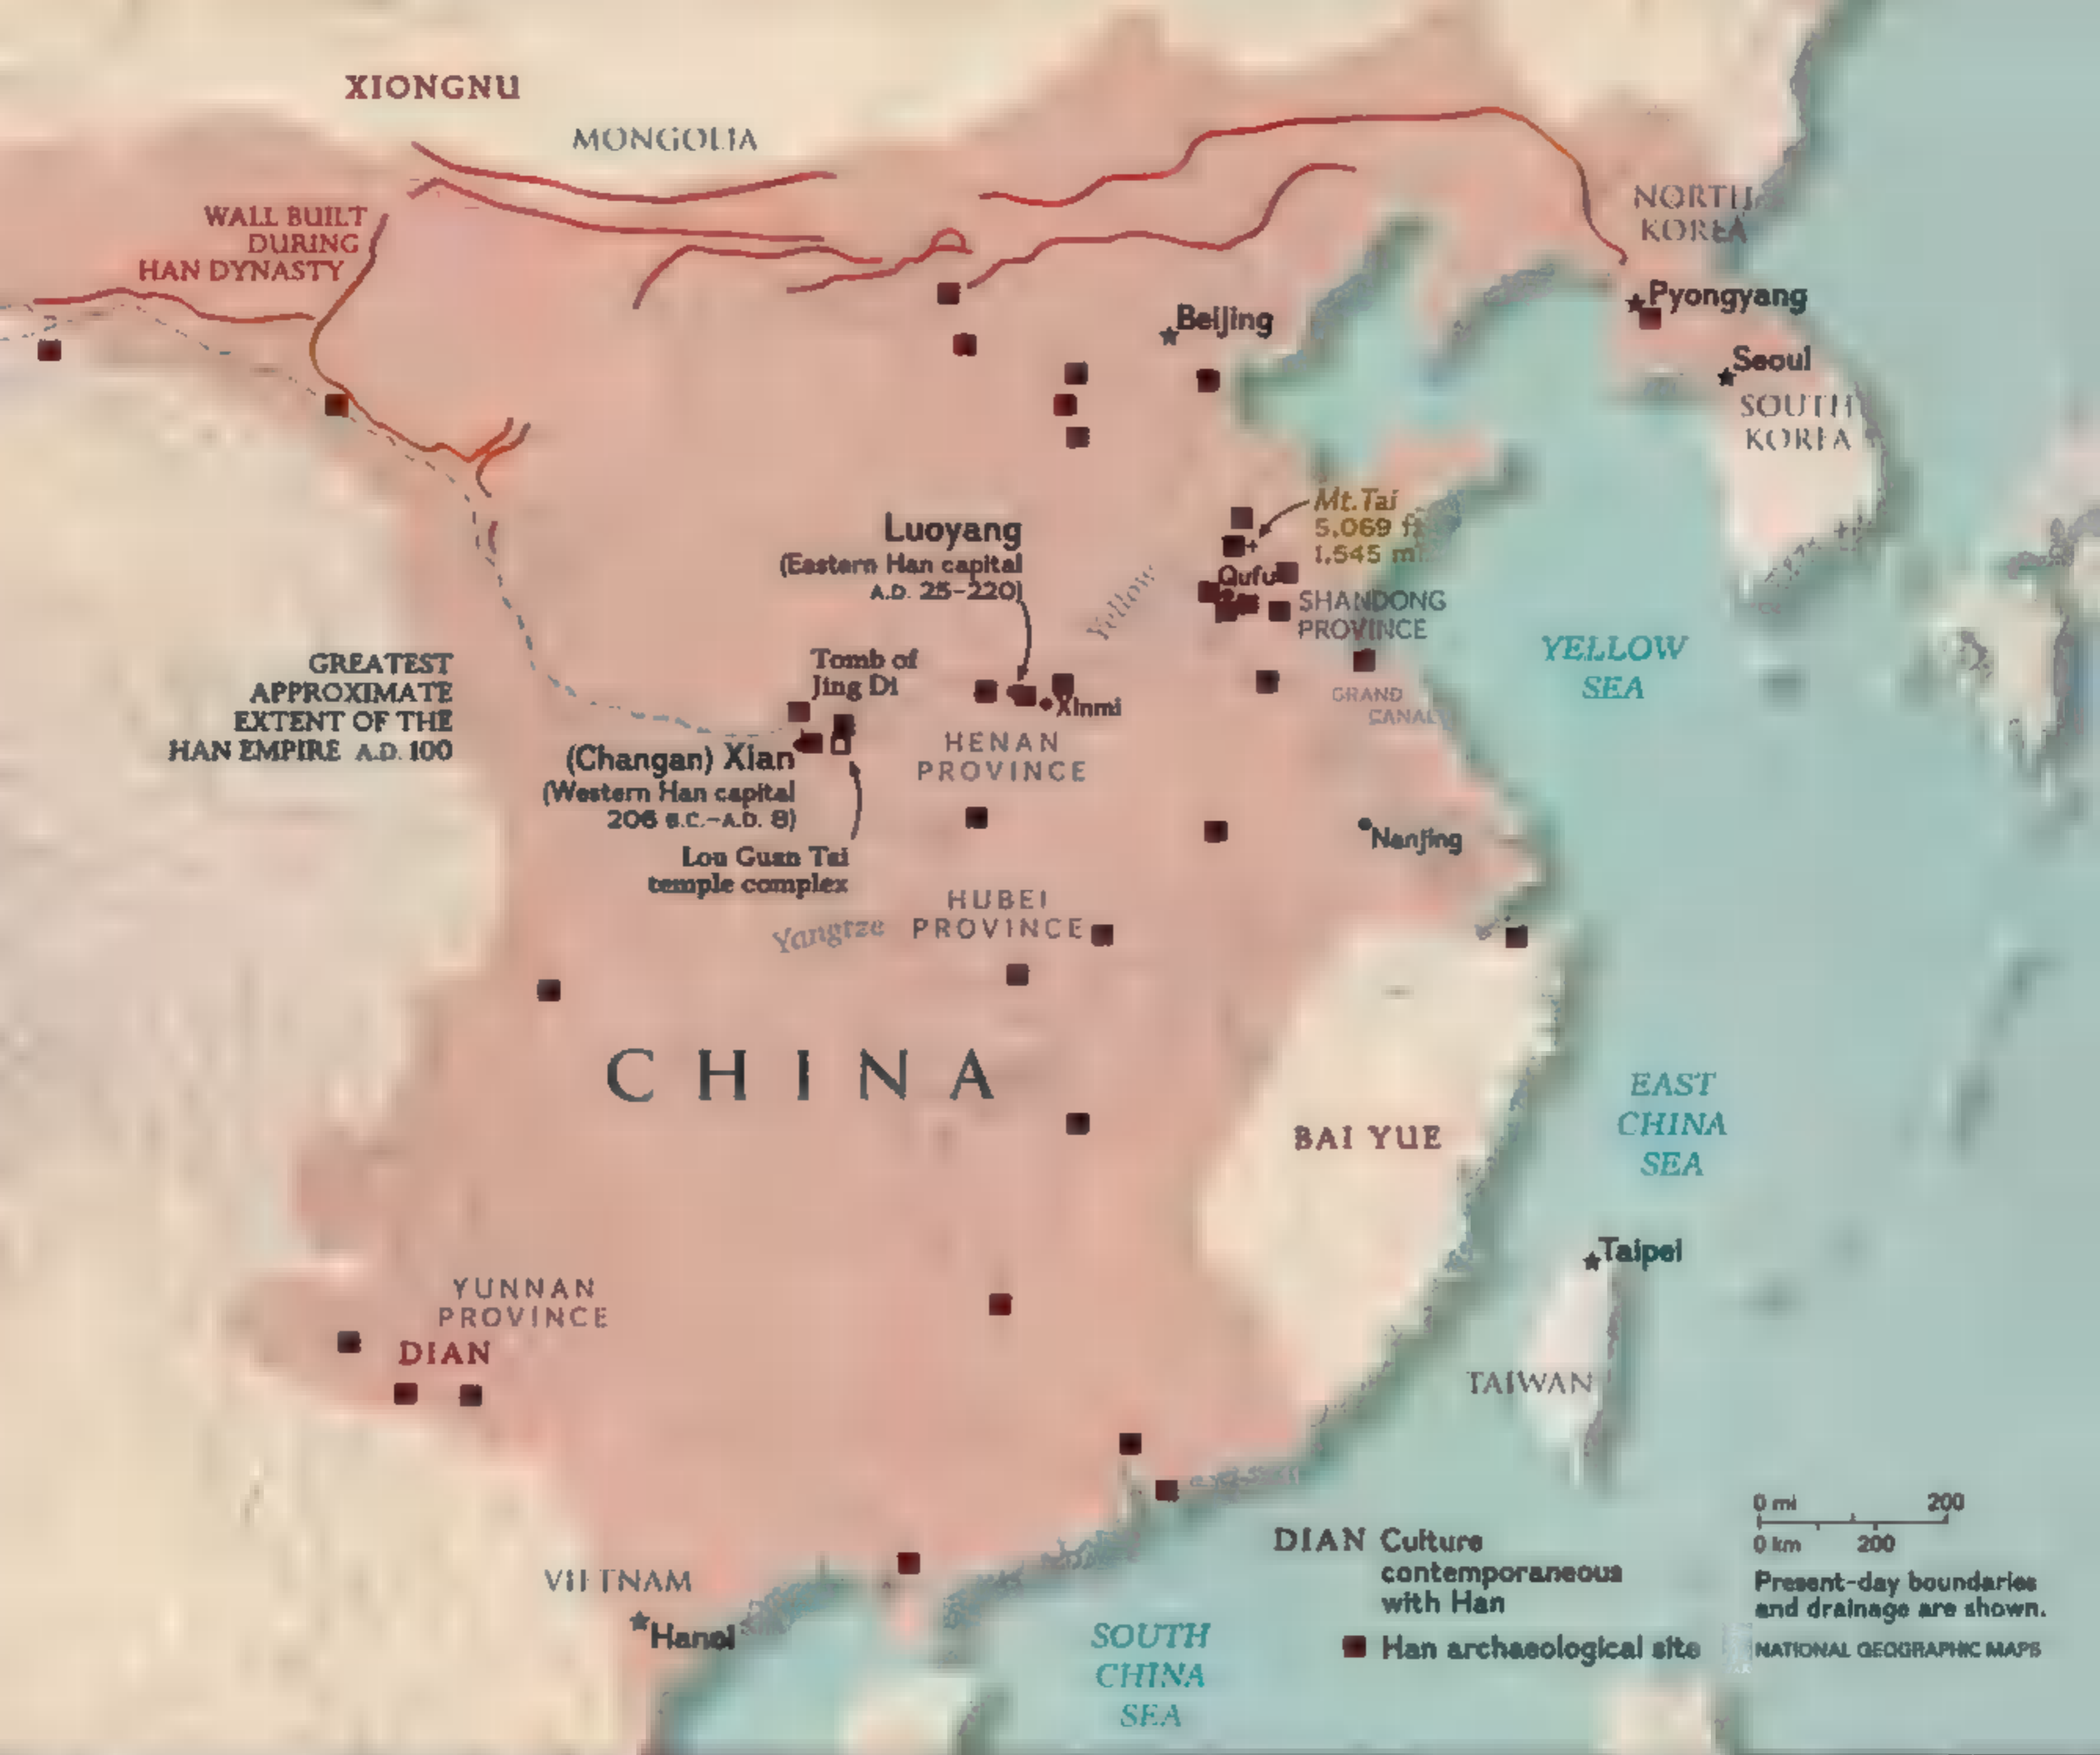 XIONGNU
MONGOLIA
WALL BUILT
DURING
HAN DYNASTY
NORTH
KOREA
Pyongyang
Beijing
Seoul
SOUTH
KOREA
Mt. Tai
5,069 ft
1,545 m
Luoyang
(Eastern Han capital
A.D. 25–220)
Yellow
Qufu
SHANDONG
PROVINCE
YELLOW
SEA
GREATEST
APPROXIMATE
EXTENT OF THE
HAN EMPIRE A.D. 100
Tomb of
Jing Di
Xinmi
GRAND
CANAL
HENAN
PROVINCE
(Changan) Xian
(Western Han capital
206 B.C.–A.D. 8)
Lou Guan Tai
temple complex
Nanjing
HUBEI
PROVINCE
Yangtze
CHINA
BAI YUE
EAST
CHINA
SEA
Taipei
TAIWAN
YUNNAN
PROVINCE
DIAN
VIETNAM
Hanoi
SOUTH
CHINA
SEA
DIAN Culture
contemporaneous
with Han
Han archaeological site
0 mi 200
0 km 200
Present-day boundaries
and drainage are shown.
NATIONAL GEOGRAPHIC MAPS